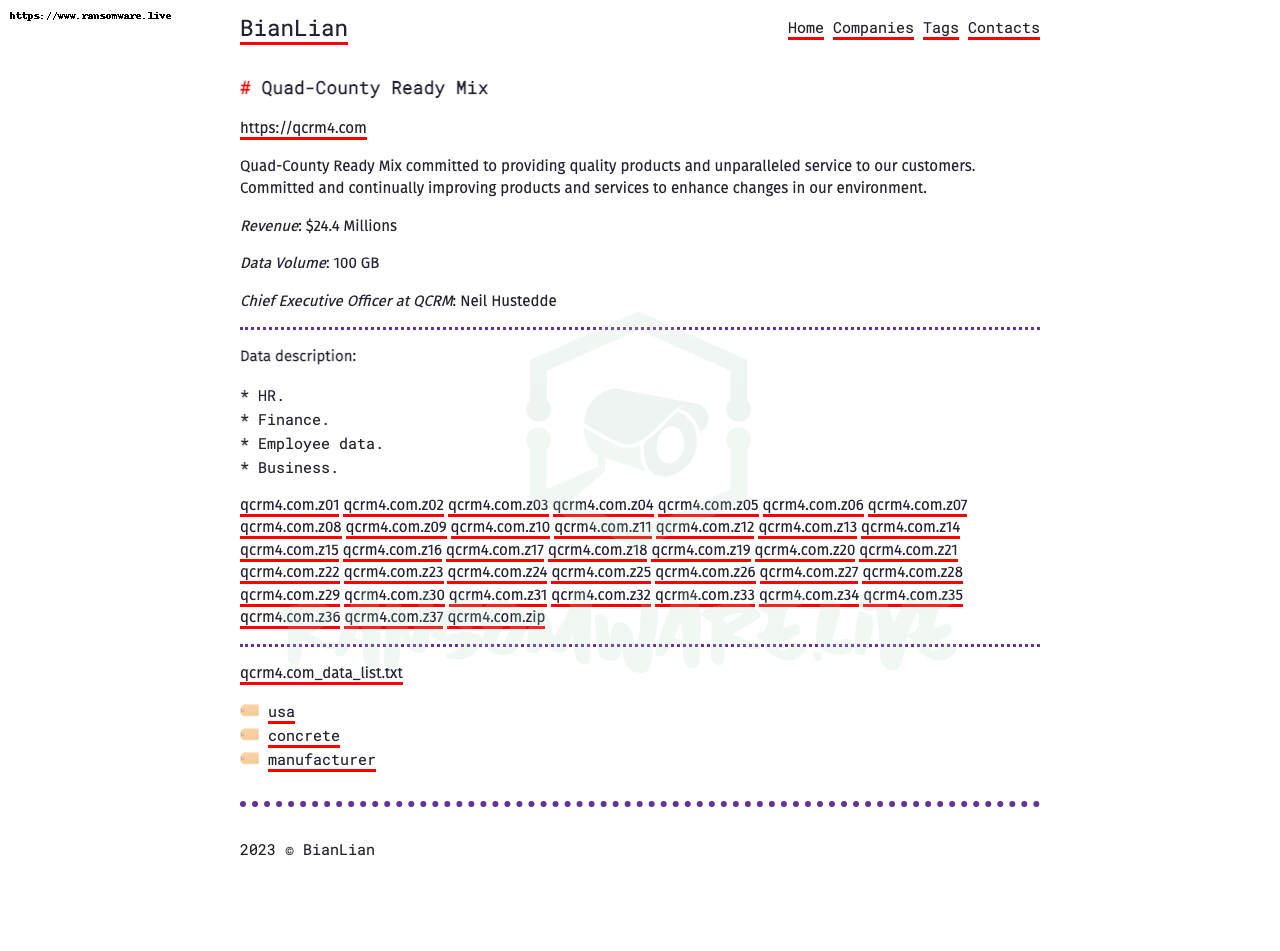 https://www.ransomware.live
BianLian
Home Companies Tags Contacts
# Quad-County Ready Mix
https://qcrm4.com
Quad-County Ready Mix committed to providing quality products and unparalleled service to our customers.
Committed and continually improving products and services to enhance changes in our environment.
Revenue: $24.4 Millions
Data Volume: 100 GB
Chief Executive Officer at QCRM: Neil Hustedde
Data description:
* HR.
* Finance.
* Employee data.
* Business.
qcrm4.com.z01 qcrm4.com.z02 qcrm4.com.z03 qcrm4.com.z04 qcrm4.com.z05 qcrm4.com.z06 qcrm4.com.z07
qcrm4.com.z08 qcrm4.com.z09 qcrm4.com.z10 qcrm4.com.z11 qcrm4.com.z12 qcrm4.com.z13 qcrm4.com.z14
qcrm4.com.z15 qcrm4.com.z16 qcrm4.com.z17 qcrm4.com.z18 qcrm4.com.z19 qcrm4.com.z20 qcrm4.com.z21
qcrm4.com.z22 qcrm4.com.z23 qcrm4.com.z24 qcrm4.com.z25 qcrm4.com.z26 qcrm4.com.z27 qcrm4.com.z28
qcrm4.com.z29 qcrm4.com.z30 qcrm4.com.z31 qcrm4.com.z32 qcrm4.com.z33 qcrm4.com.z34 qcrm4.com.z35
qcrm4.com.z36 qcrm4.com.z37 qcrm4.com.zip
RANSOMWARE.LIVE
qcrm4.com_data_list.txt
usa
concrete
manufacturer
2023 © BianLian